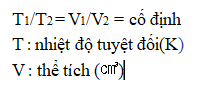 T1/T2 = V1/V2 = cố định
T : nhiệt độ tuyệt đối(K)
V : thể tích (㎤)